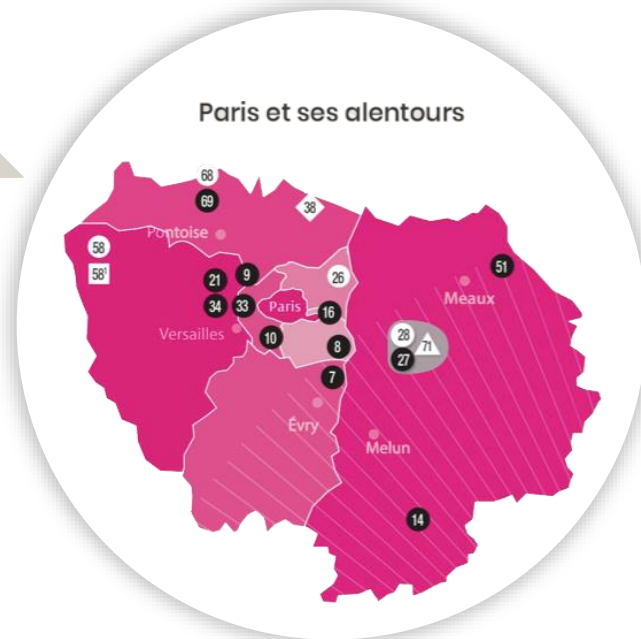 Paris et ses alentours
68
69
38
Pontoise
58
58¹
21
9
26
51
Meaux
34
33
Paris
16
Versailles
10
8
28
71
27
7
Évry
Melun
14